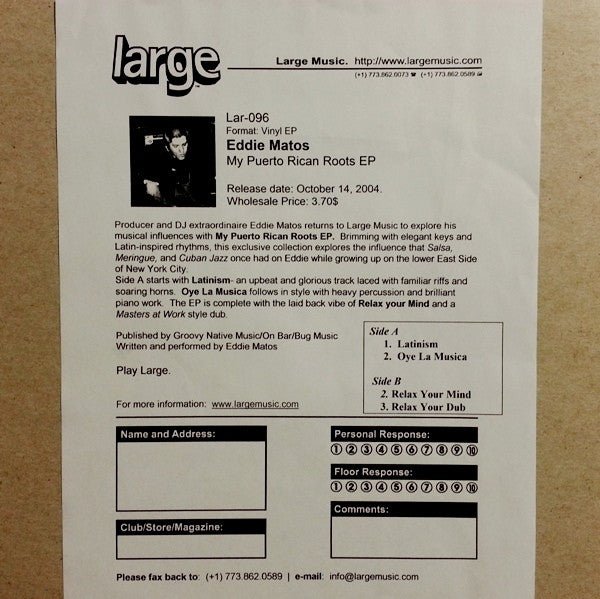 large
Large Music. http://www.largemusic.com
(+1) 773.862.0073 ☎ (+1) 773.862.0589
Lar-096
Format: Vinyl EP
Eddie Matos
My Puerto Rican Roots EP
Release date: October 14, 2004.
Wholesale Price: 3.70$
Producer and DJ extraordinaire Eddie Matos returns to Large Music to explore his
musical influences with My Puerto Rican Roots EP. Brimming with elegant keys and
Latin-inspired rhythms, this exclusive collection explores the influence that Salsa,
Meringue, and Cuban Jazz once had on Eddie while growing up on the lower East Side
of New York City.
Side A starts with Latinism- an upbeat and glorious track laced with familiar riffs and
soaring horns. Oye La Musica follows in style with heavy percussion and brilliant
piano work. The EP is complete with the laid back vibe of Relax your Mind and a
Masters at Work style dub.
Published by Groovy Native Music/On Bar/Bug Music
Written and performed by Eddie Matos
Play Large.
For more information: www.largemusic.com
Side A
1. Latinism
2. Oye La Musica
Side B
2. Relax Your Mind
3. Relax Your Dub
Name and Address:
Club/Store/Magazine:
Personal Response:
① ② ③ ④ ⑤ ⑥ ⑦ ⑧ ⑨ ⑩
Floor Response:
① ② ③ ④ ⑤ ⑥ ⑦ ⑧ ⑨ ⑩
Comments:
Please fax back to: (+1) 773.862.0589 | e-mail: info@largemusic.com